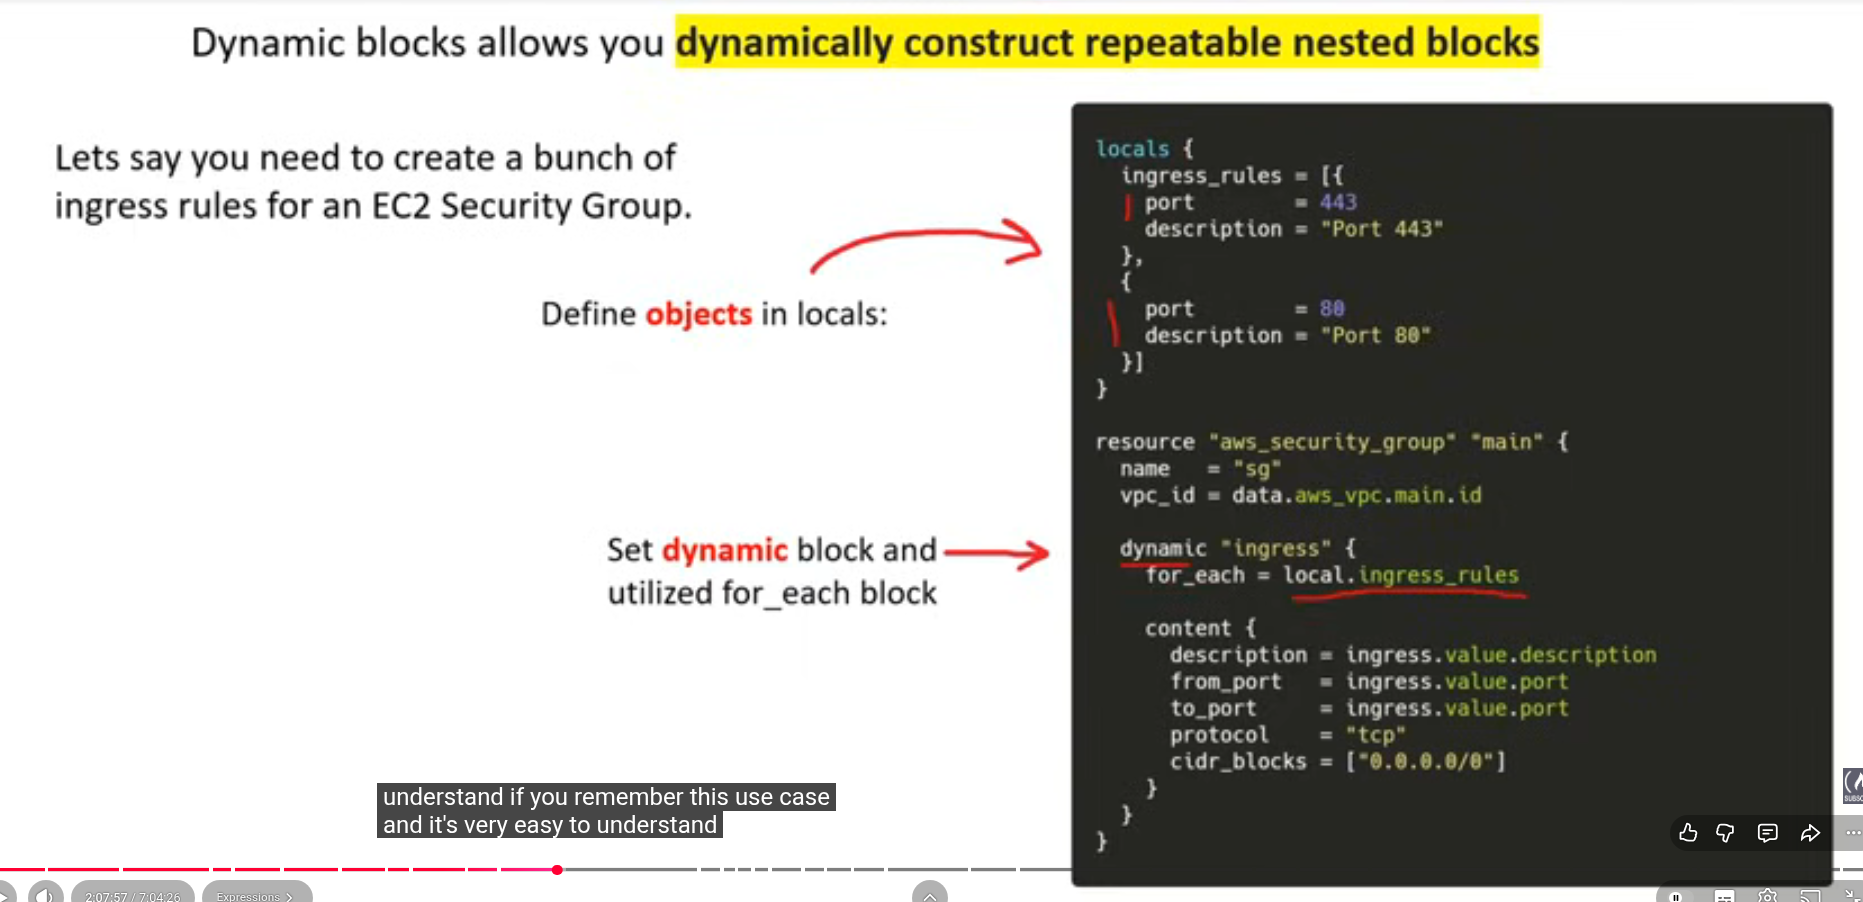 Dynamic blocks allows you dynamically construct repeatable nested blocks
Lets say you need to create a bunch of
ingress rules for an EC2 Security Group.
Define objects in locals:
Set dynamic block and
utilized for_each block
locals {
  ingress_rules = [{
    port        = 443
    description = "Port 443"
  },
  {
    port        = 80
    description = "Port 80"
  }]
}
resource "aws_security_group" "main" {
  name   = "sg"
  vpc_id = data.aws_vpc.main.id
  dynamic "ingress" {
    for_each = local.ingress_rules
    content {
      description = ingress.value.description
      from_port   = ingress.value.port
      to_port     = ingress.value.port
      protocol    = "tcp"
      cidr_blocks = ["0.0.0.0/0"]
    }
  }
}
understand if you remember this use case
and it's very easy to understand
2:07:57 / 7:04:26
Expressions